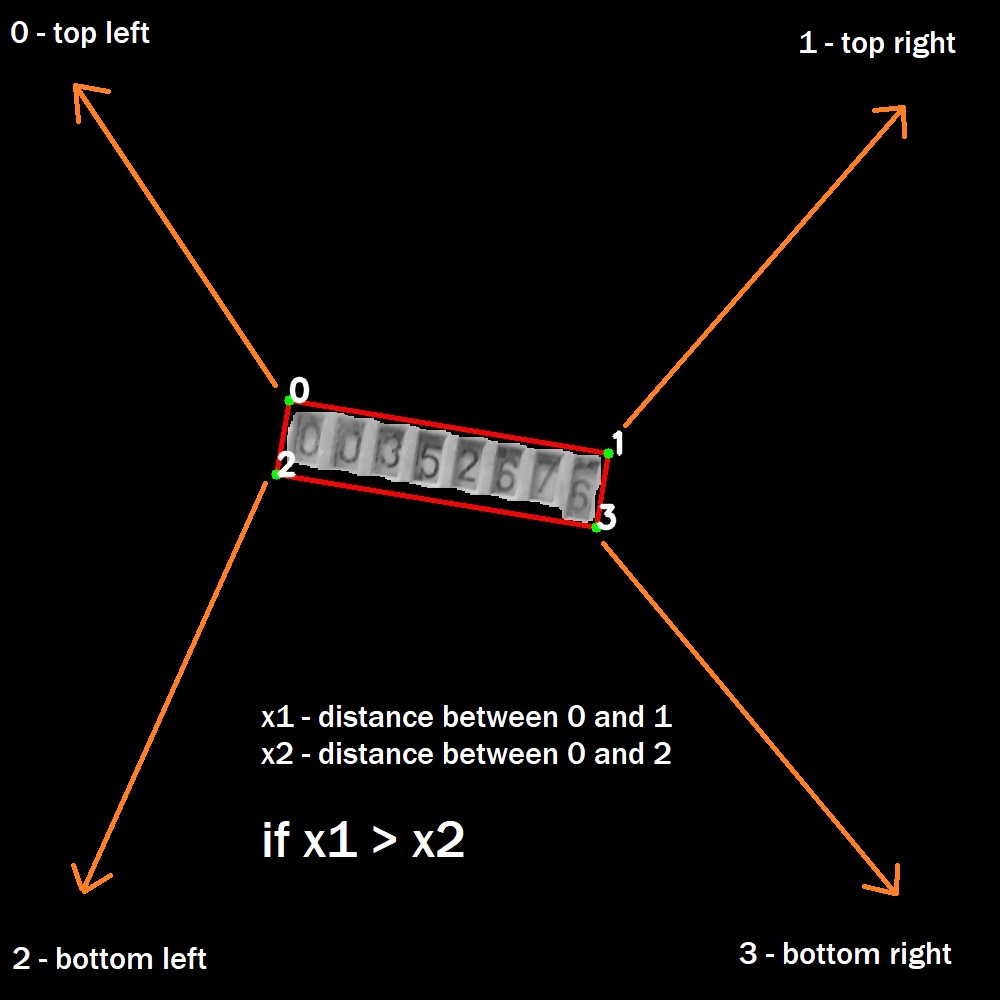 0 - top left
1 - top right
0
1
00352676
2
3
x1 - distance between 0 and 1
x2 - distance between 0 and 2
if x1 > x2
2 - bottom left
3 - bottom right